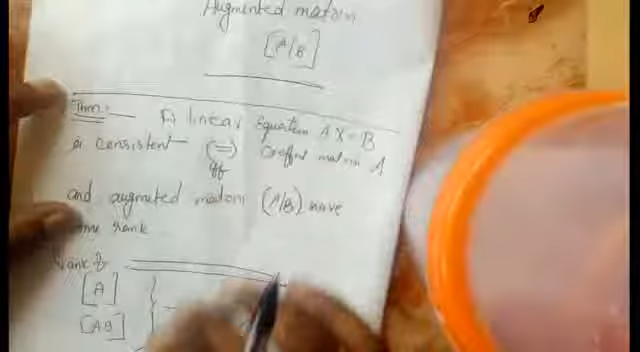 Augmented matrix
[A/B]
Thm:- A linear Equation AX = B
is consistent (⇔) Coeffient matrix A
iff
and augmented matrix (A/B) have
same rank
Rank of
[A]
[AB]